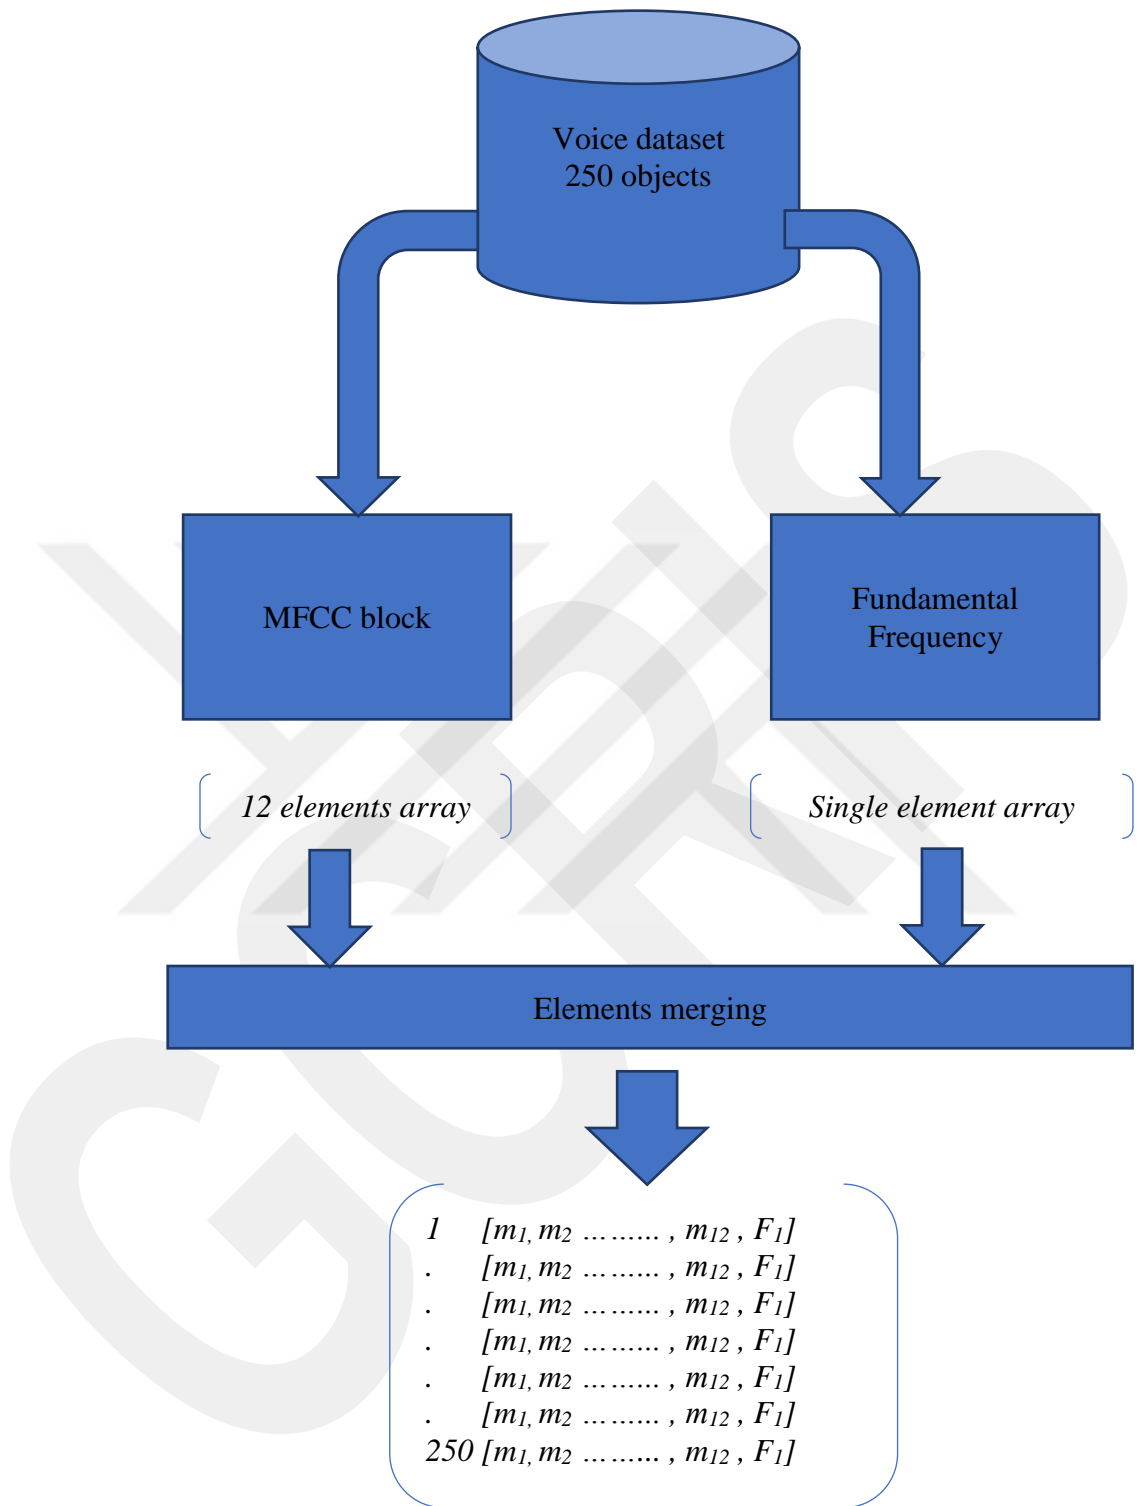 Voice dataset
250 objects
MFCC block
Fundamental
Frequency
12 elements array
Single element array
Elements merging
1 [m1, m2 ......... , m12 , F1]
. [m1, m2 ......... , m12 , F1]
. [m1, m2 ......... , m12 , F1]
. [m1, m2 ......... , m12 , F1]
. [m1, m2 ......... , m12 , F1]
. [m1, m2 ......... , m12 , F1]
250 [m1, m2 ......... , m12 , F1]